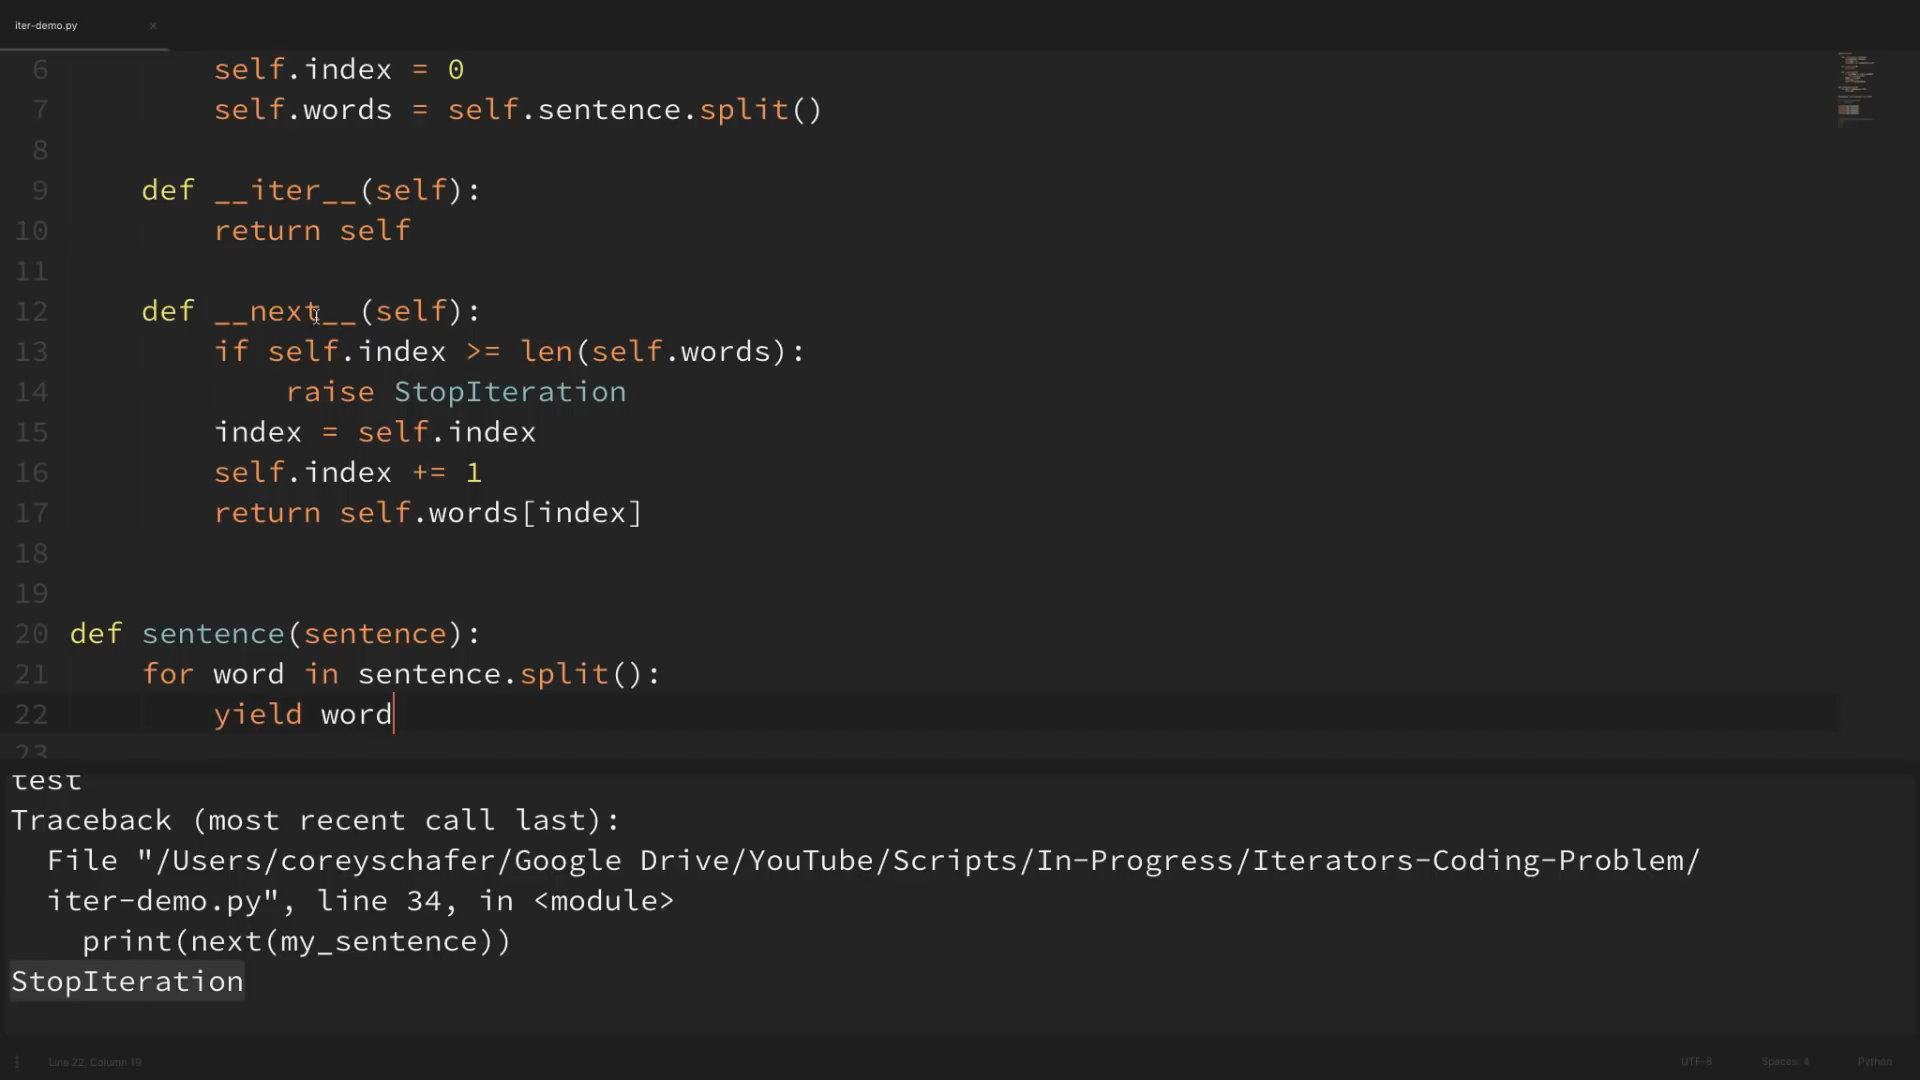 iter-demo.py ×
6 self.index = 0
7 self.words = self.sentence.split()
8
9 def __iter__(self):
10 return self
11
12 def __next__(self):
13 if self.index >= len(self.words):
14 raise StopIteration
15 index = self.index
16 self.index += 1
17 return self.words[index]
18
19
20 def sentence(sentence):
21 for word in sentence.split():
22 yield word
23
test
Traceback (most recent call last):
File "/Users/coreyschafer/Google Drive/YouTube/Scripts/In-Progress/Iterators-Coding-Problem/
iter-demo.py", line 34, in <module>
print(next(my_sentence))
StopIteration
Line 22, Column 19 UTF-8 Spaces: 4 Python